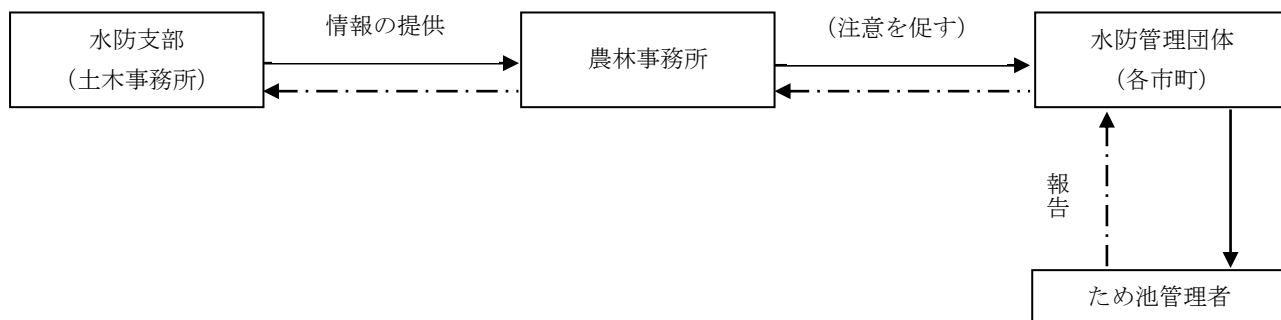 水防支部
（土木事務所）
情報の提供
農林事務所
（注意を促す）
水防管理団体
（各市町）
報告
ため池管理者